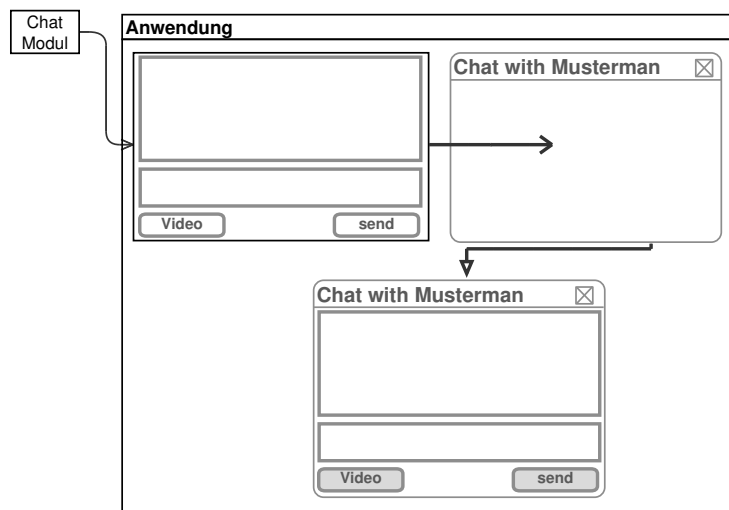 Chat
Modul
Anwendung
Chat with Musterman
Video
send
Chat with Musterman
Video
send